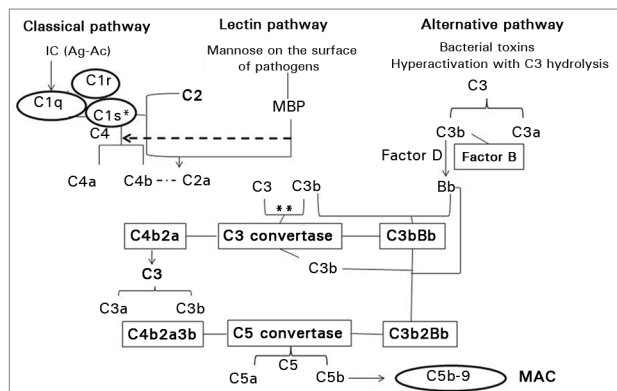 Classical pathway
Lectin pathway
Alternative pathway
IC (Ag-Ac)
Mannose on the surface
of pathogens
Bacterial toxins
Hyperactivation with C3 hydrolysis
C1r
C1q
C1s*
C2
C4
MBP
C3
C3b
C3a
Factor D
Factor B
C4a
C4b
C2a
C3
C3b
Bb
**
C4b2a
C3 convertase
C3bBb
C3
C3b
C3a
C3b
C4b2a3b
C5 convertase
C3b2Bb
C5
C5a
C5b
C5b-9
MAC